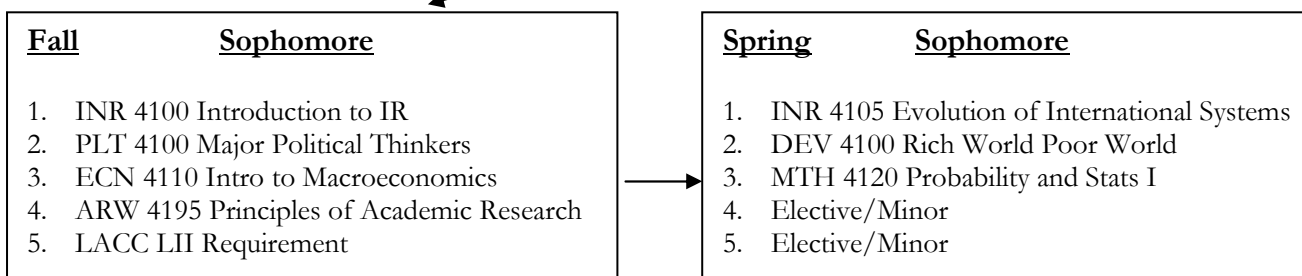 Fall Sophomore
1. INR 4100 Introduction to IR
2. PLT 4100 Major Political Thinkers
3. ECN 4110 Intro to Macroeconomics
4. ARW 4195 Principles of Academic Research
5. LACC LII Requirement
Spring Sophomore
1. INR 4105 Evolution of International Systems
2. DEV 4100 Rich World Poor World
3. MTH 4120 Probability and Stats I
4. Elective/Minor
5. Elective/Minor